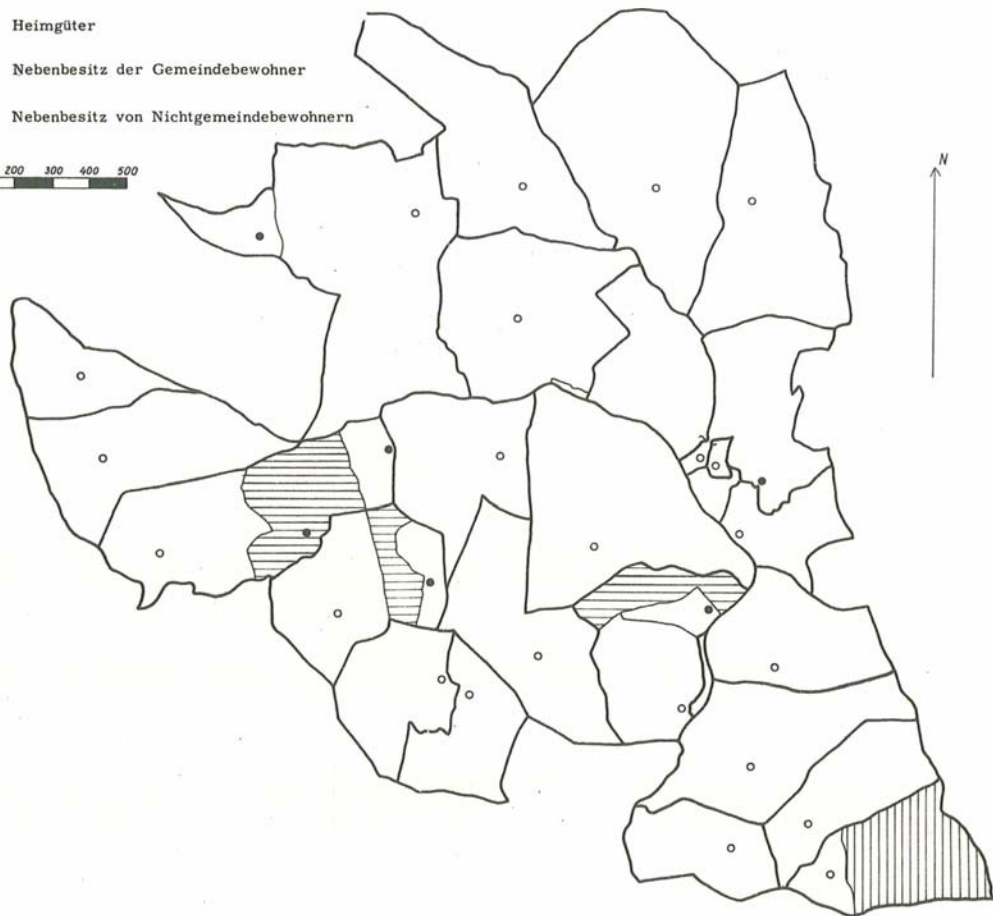 Heimgüter
Nebenbesitz der Gemeindebewohner
Nebenbesitz von Nichtgemeindebewohnern
200 300 400 500
N